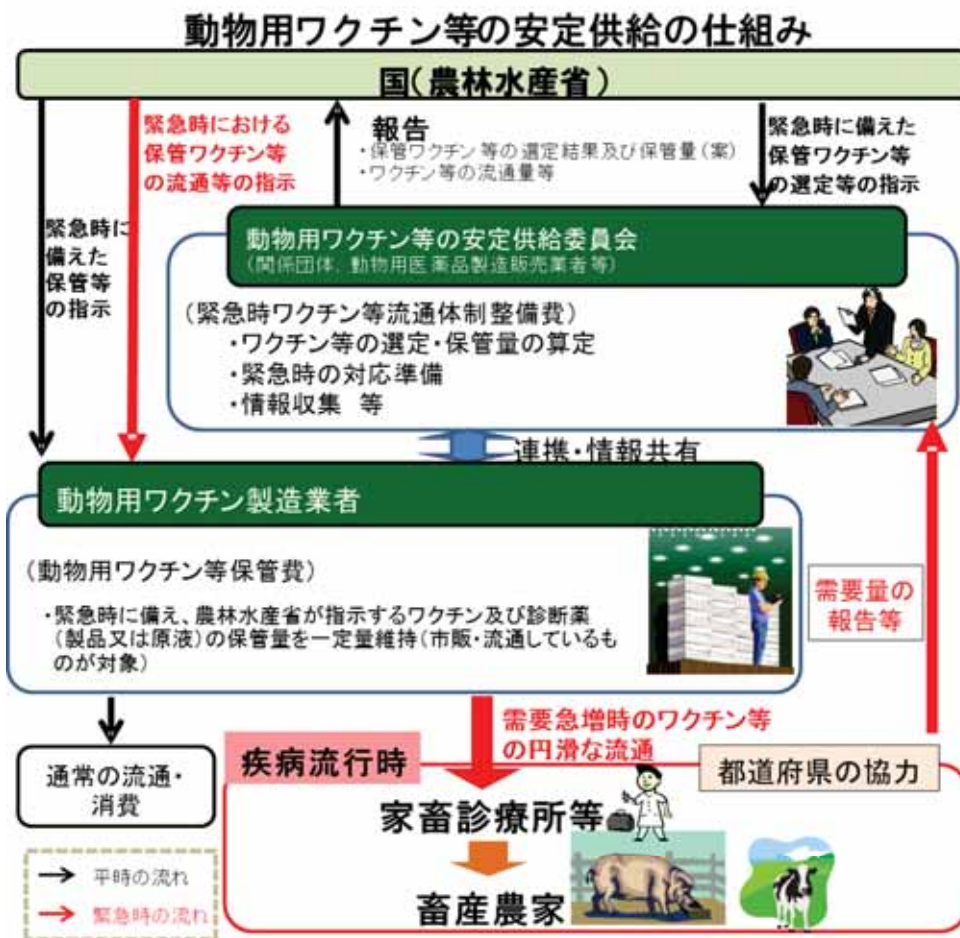 動物用ワクチン等の安定供給の仕組み
国(農林水産省)
緊急時における
保管ワクチン等
の流通等の指示
報告
・保管ワクチン等の選定結果及び保管量(案)
・ワクチン等の流通量等
緊急時に備えた
保管ワクチン等
の選定等の指示
緊急時に
備えた
保管等
の指示
動物用ワクチン等の安定供給委員会
(関係団体、動物用医薬品製造販売業者等)
(緊急時ワクチン等流通体制整備費)
・ワクチン等の選定・保管量の算定
・緊急時の対応準備
・情報収集 等
連携・情報共有
動物用ワクチン製造業者
(動物用ワクチン等保管費)
・緊急時に備え、農林水産省が指示するワクチン及び診断薬
(製品又は原液)の保管量を一定量維持(市販・流通しているも
のが対象)
需要量の
報告等
需要急増時のワクチン等
の円滑な流通
疾病流行時
都道府県の協力
通常の流通・
消費
家畜診療所等
畜産農家
平時の流れ
緊急時の流れ